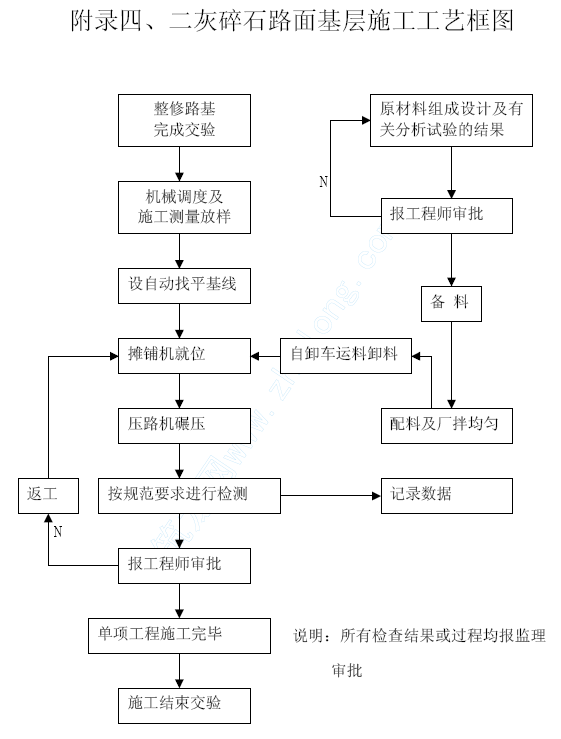 附录四、二灰碎石路面基层施工工艺框图
整修路基
完成交验
原材料组成设计及有
关分析试验的结果
N
机械调度及
施工测量放样
报工程师审批
设自动找平基线
备 料
摊铺机就位
自卸车运料卸料
压路机碾压
配料及厂拌均匀
返工
按规范要求进行检测
记录数据
N
报工程师审批
单项工程施工完毕
说明：所有检查结果或过程均报监理
审批
施工结束交验